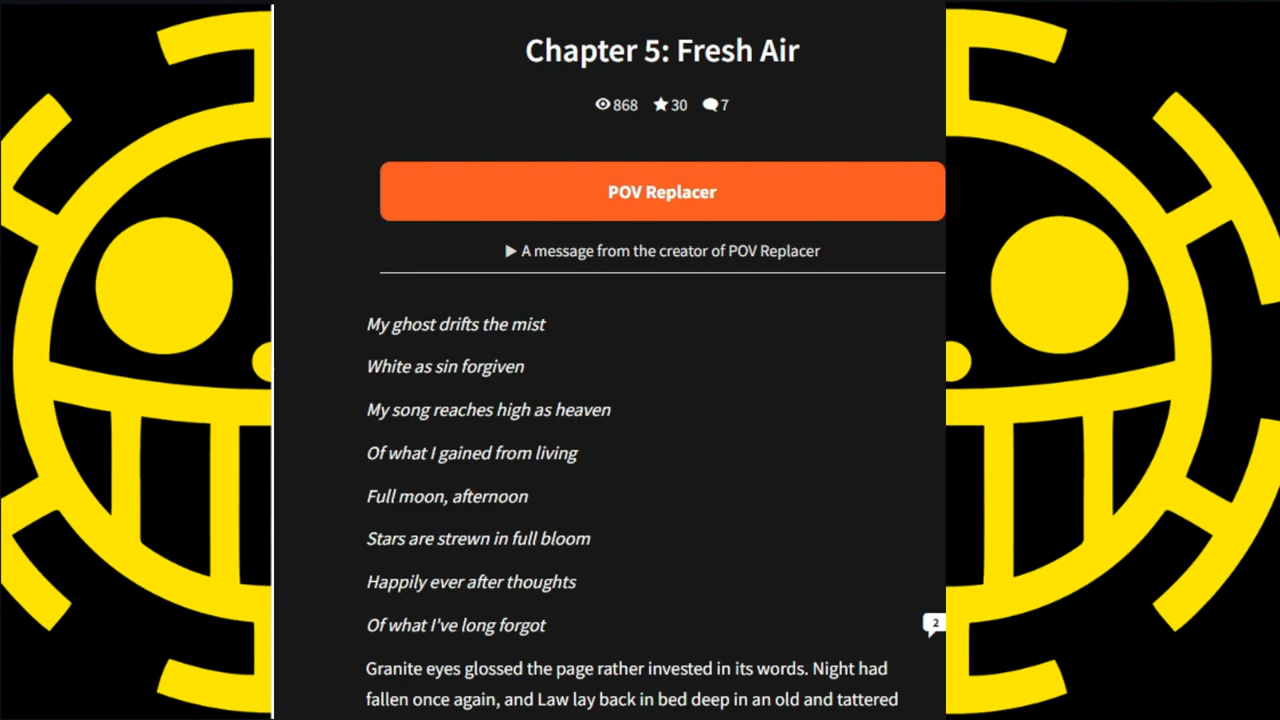 Chapter 5: Fresh Air
868 30 7
POV Replacer
▶ A message from the creator of POV Replacer
My ghost drifts the mist
White as sin forgiven
My song reaches high as heaven
Of what I gained from living
Full moon, afternoon
Stars are strewn in full bloom
Happily ever after thoughts
Of what I've long forgot
2
Granite eyes glossed the page rather invested in its words. Night had
fallen once again, and Law lay back in bed deep in an old and tattered